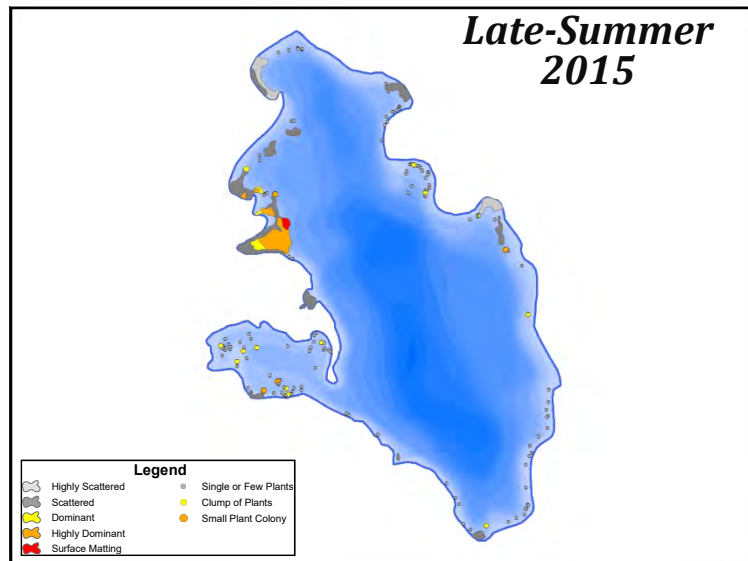 Late-Summer
2015
Legend
Highly Scattered
Scattered
Dominant
Highly Dominant
Surface Matting
Single or Few Plants
Clump of Plants
Small Plant Colony